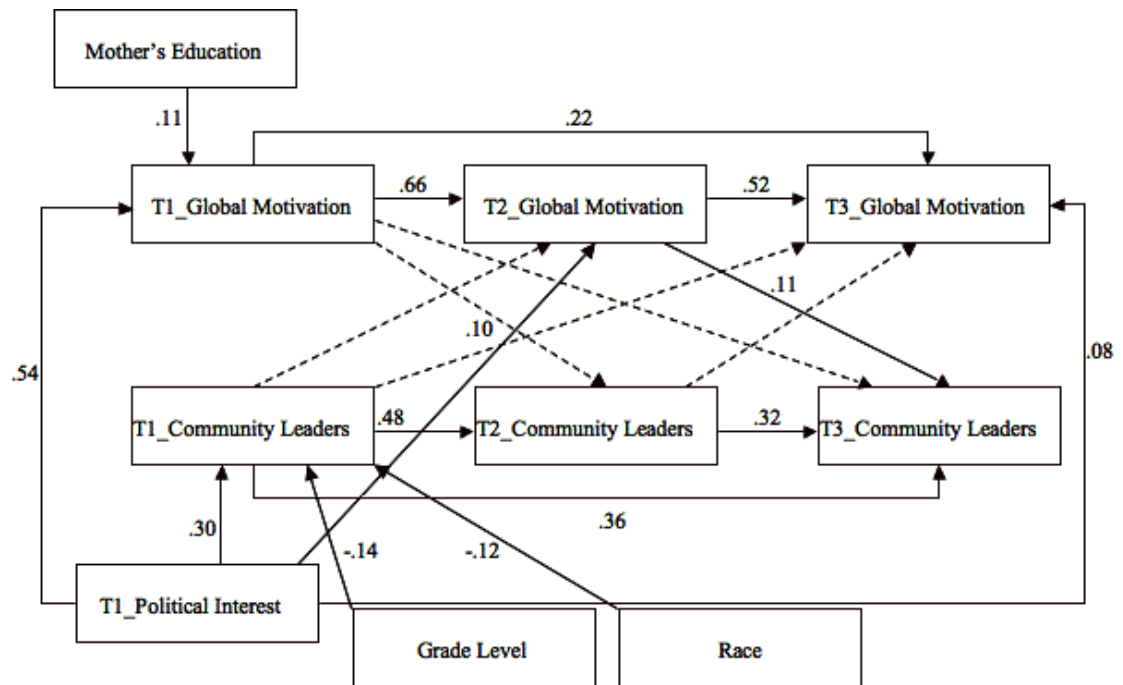 Mother's Education
.11
.22
T1_Global Motivation
.66
T2_Global Motivation
.52
T3_Global Motivation
.11
.10
.54
.08
T1_Community Leaders
.48
T2_Community Leaders
.32
T3_Community Leaders
.30
.36
-.14
-.12
T1_Political Interest
Grade Level
Race